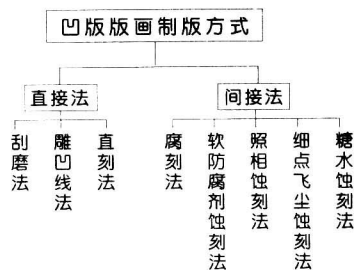 凹版版画制版方式
直接法
间接法
刮磨法
雕凹线法
直刻法
腐刻法
软防腐剂蚀刻法
照相蚀刻法
细点飞尘蚀刻法
糖水蚀刻法